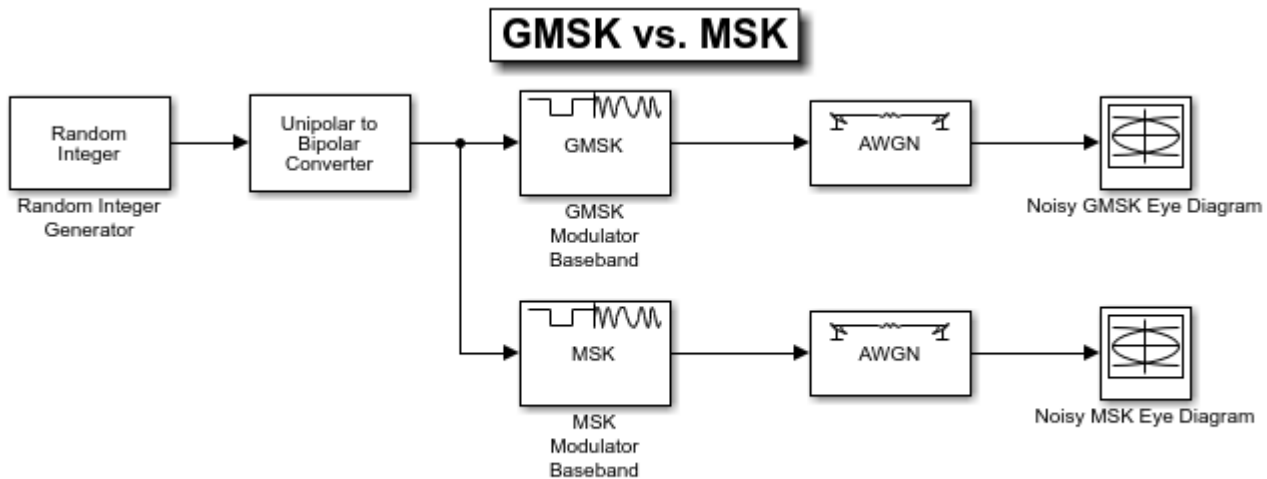 GMSK vs. MSK
Random
Integer
Random Integer
Generator
Unipolar to
Bipolar
Converter
GMSK
GMSK
Modulator
Baseband
AWGN
Noisy GMSK Eye Diagram
MSK
MSK
Modulator
Baseband
AWGN
Noisy MSK Eye Diagram